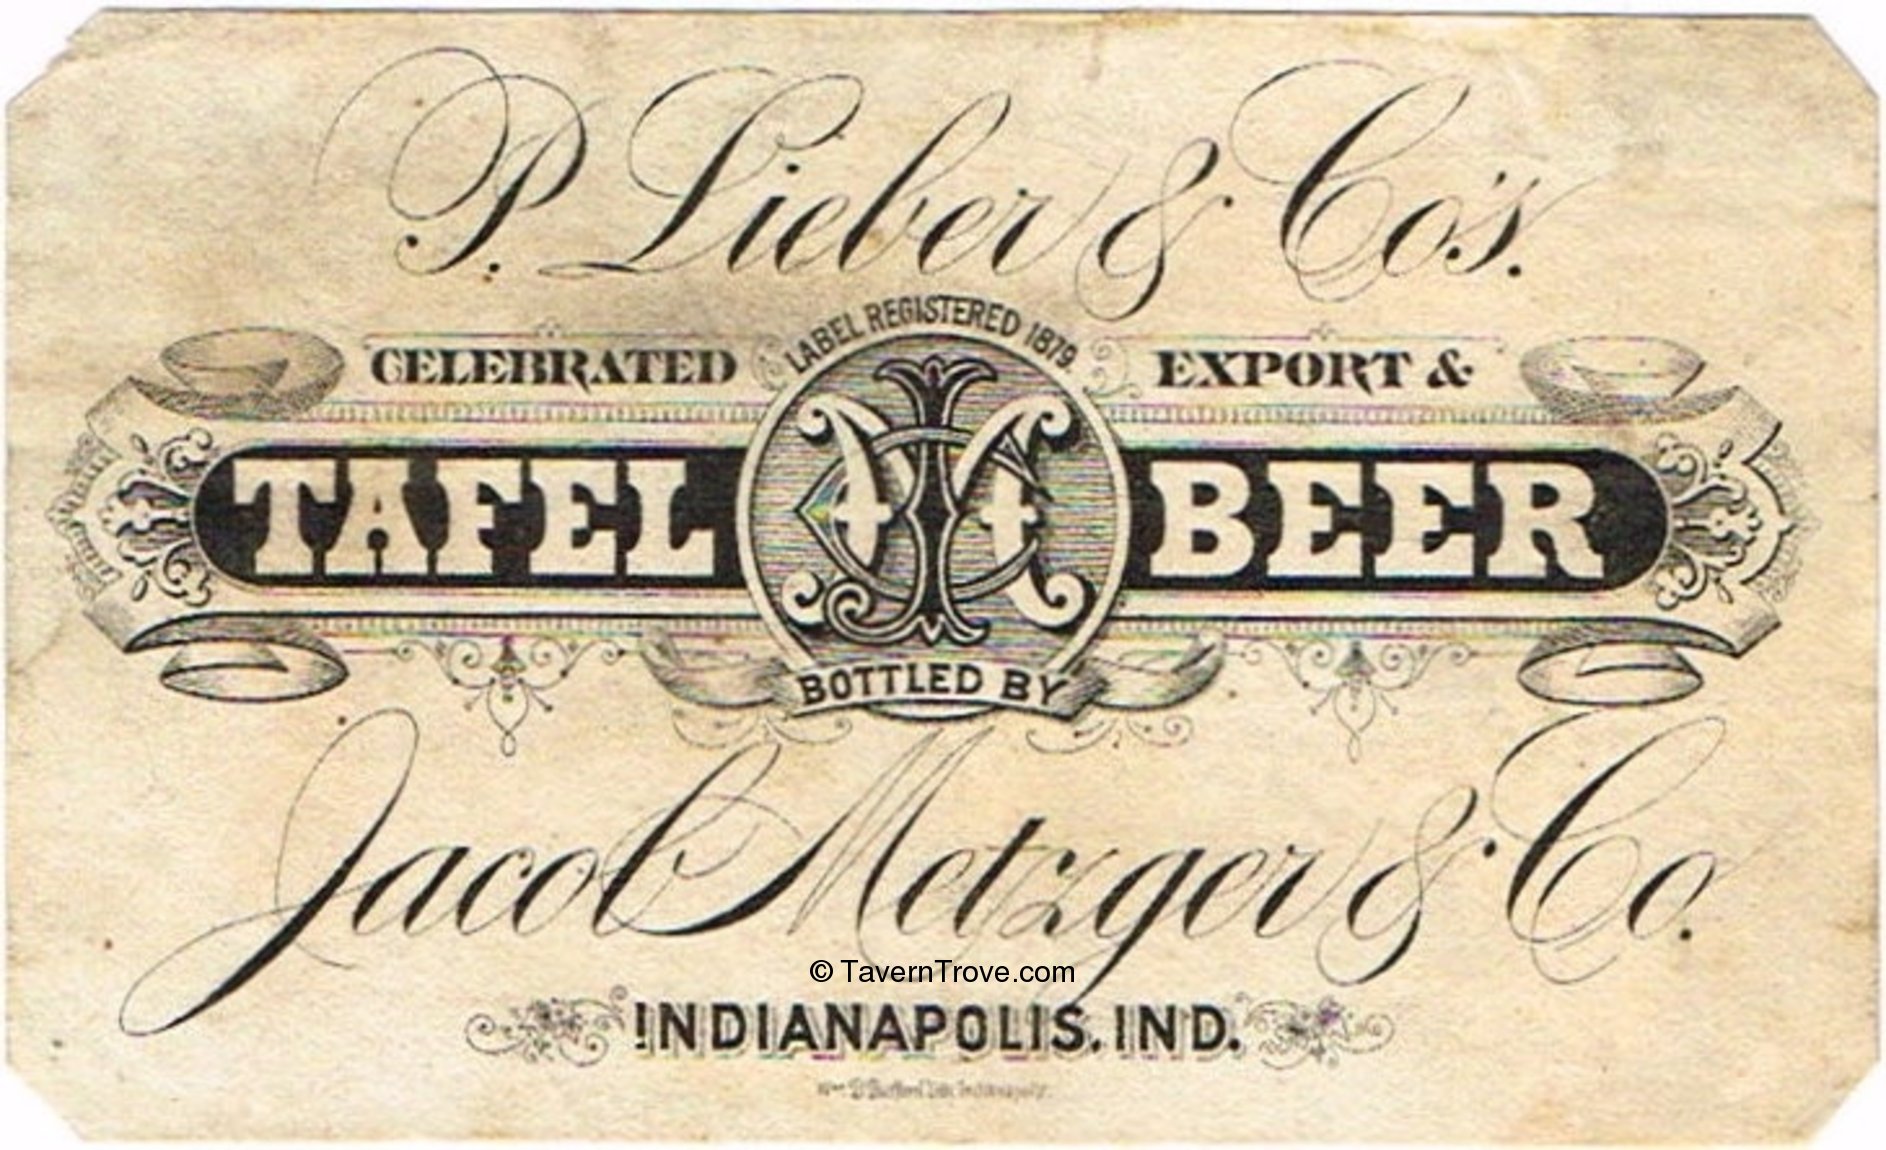 P. Lieber & Co's.
LABEL REGISTERED 1879.
CELEBRATED EXPORT &
TAFEL BEER
BOTTLED BY
Jacob Metzger & Co.
© TavernTrove.com
INDIANAPOLIS, IND.